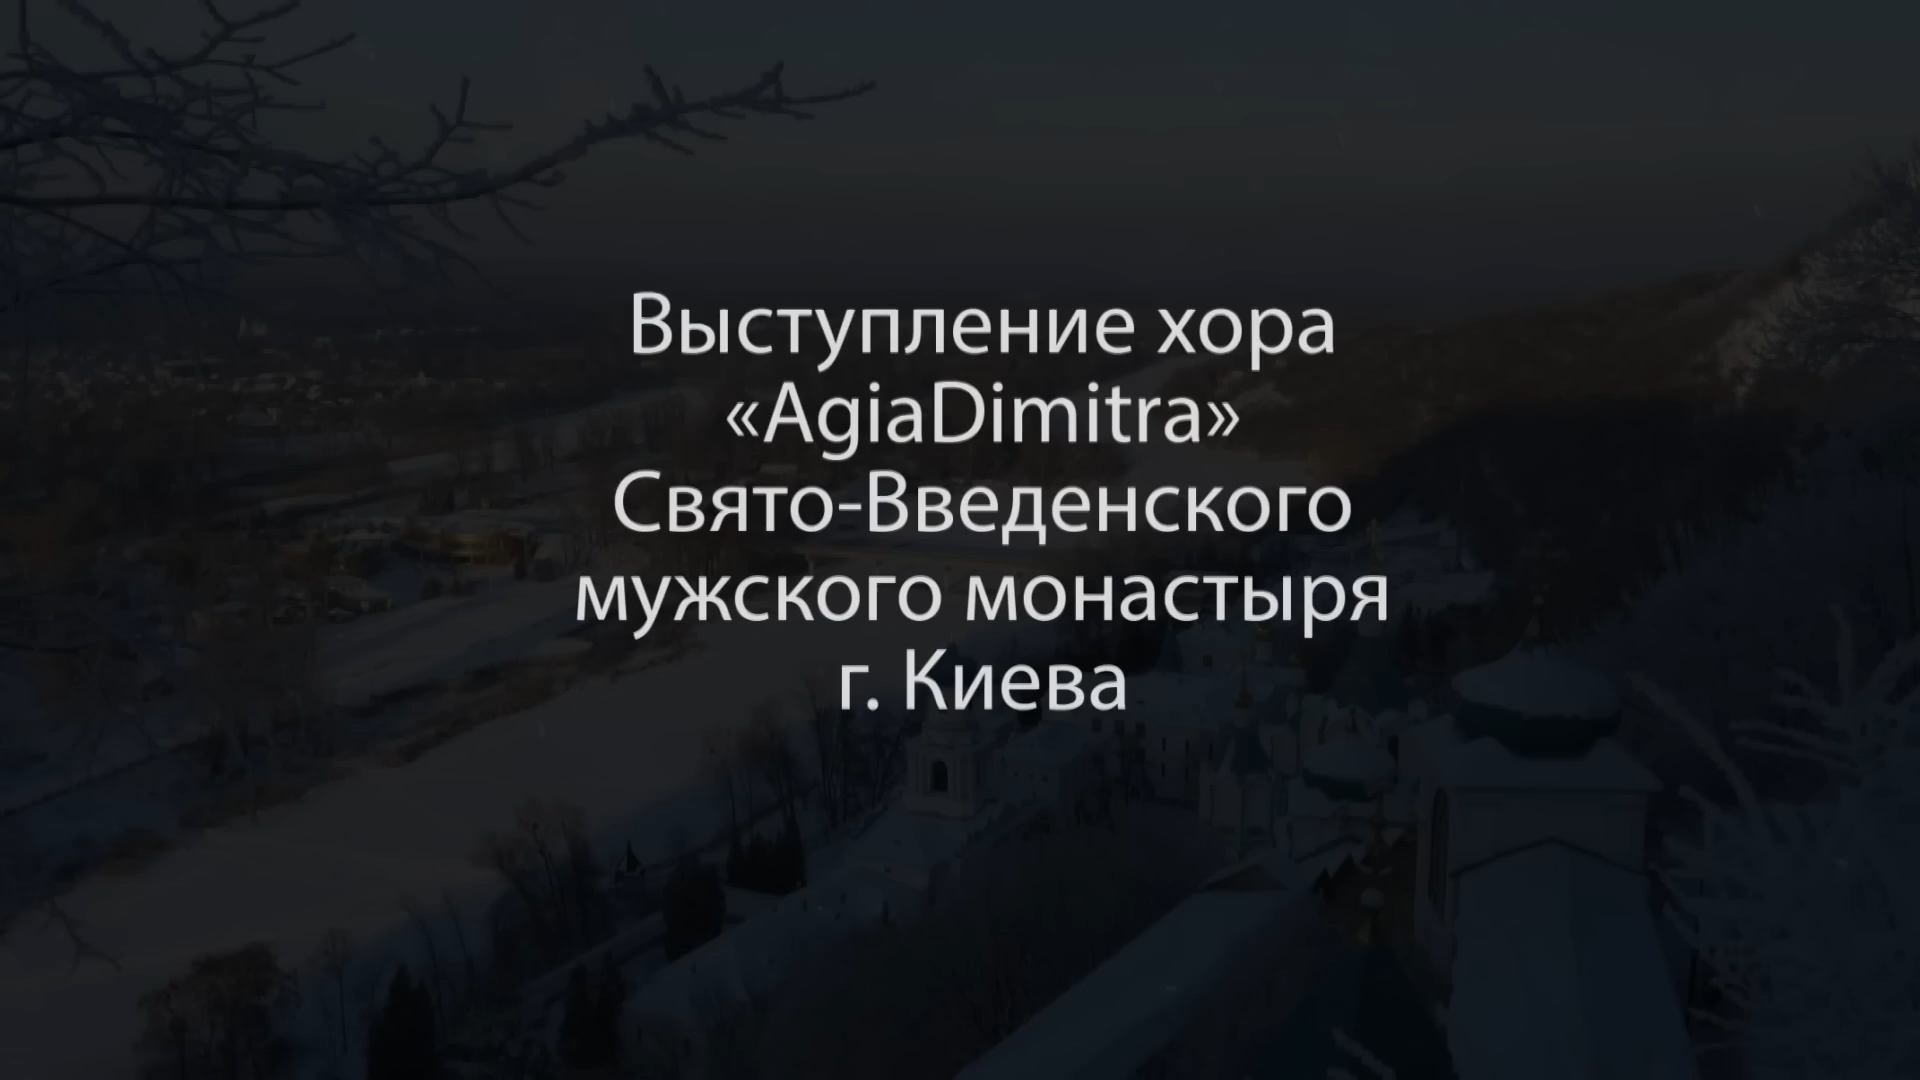 Выступление хора
«AgiaDimitra»
Свято-Введенского
мужского монастыря
г. Киева